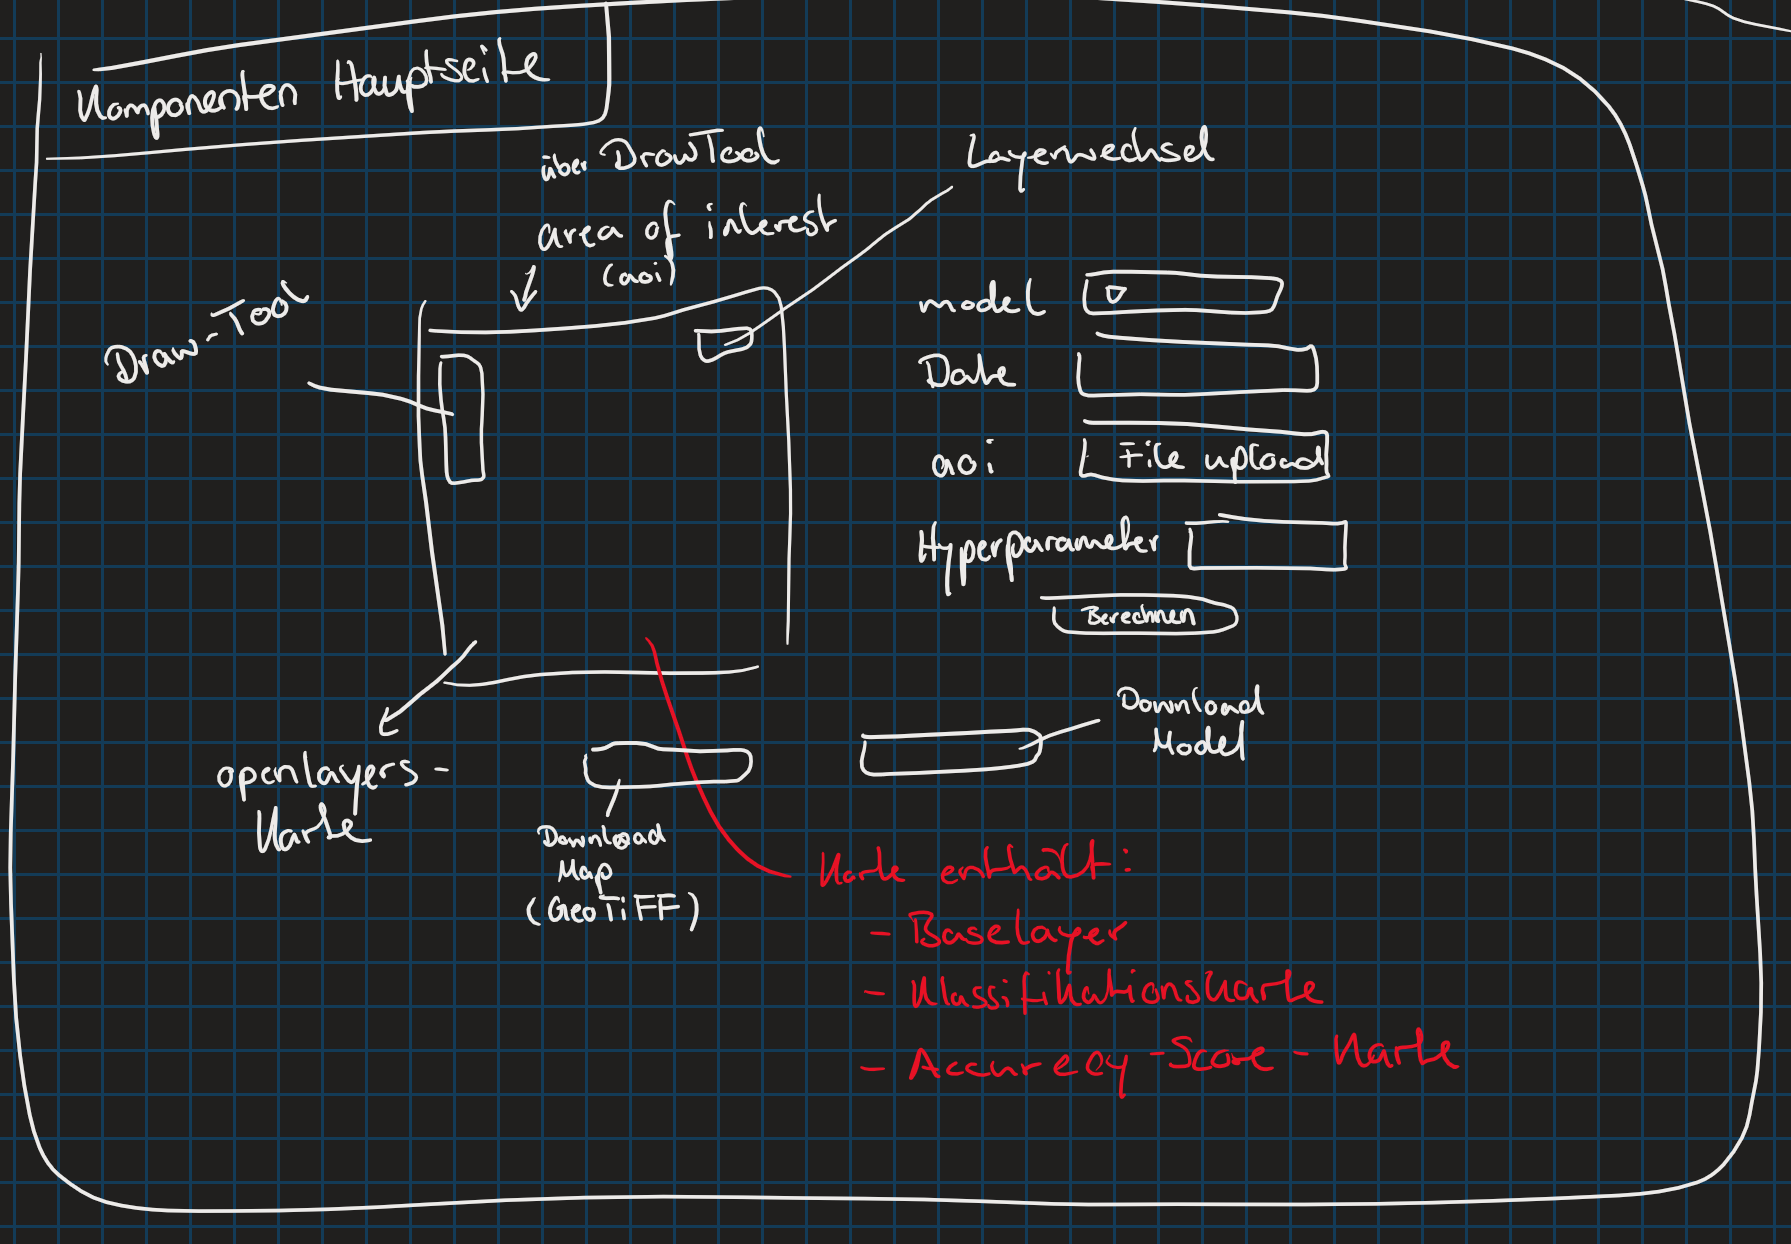 Komponenten Hauptseite
über DrawTool
area of interest
(aoi)
Layerwechsel
Draw-Tool
model
Date
aoi File upload
Hyperparameter
Berechnen
Download
Model
openlayers-
Karte
Download
Map
(GeoTiFF)
Karte enthält:
- Baselayer
- Klassifikationskarte
- Accurecy-Score-Karte